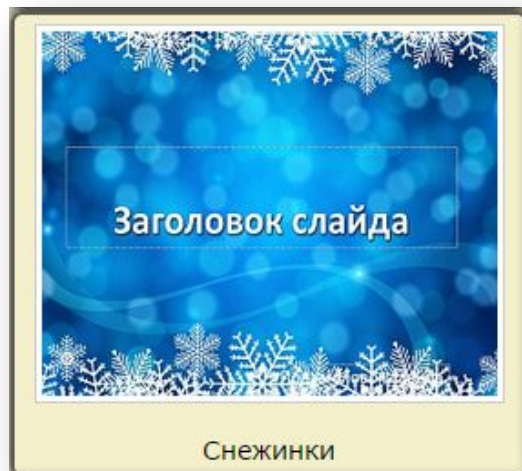 Заголовок слайда
Снежинки